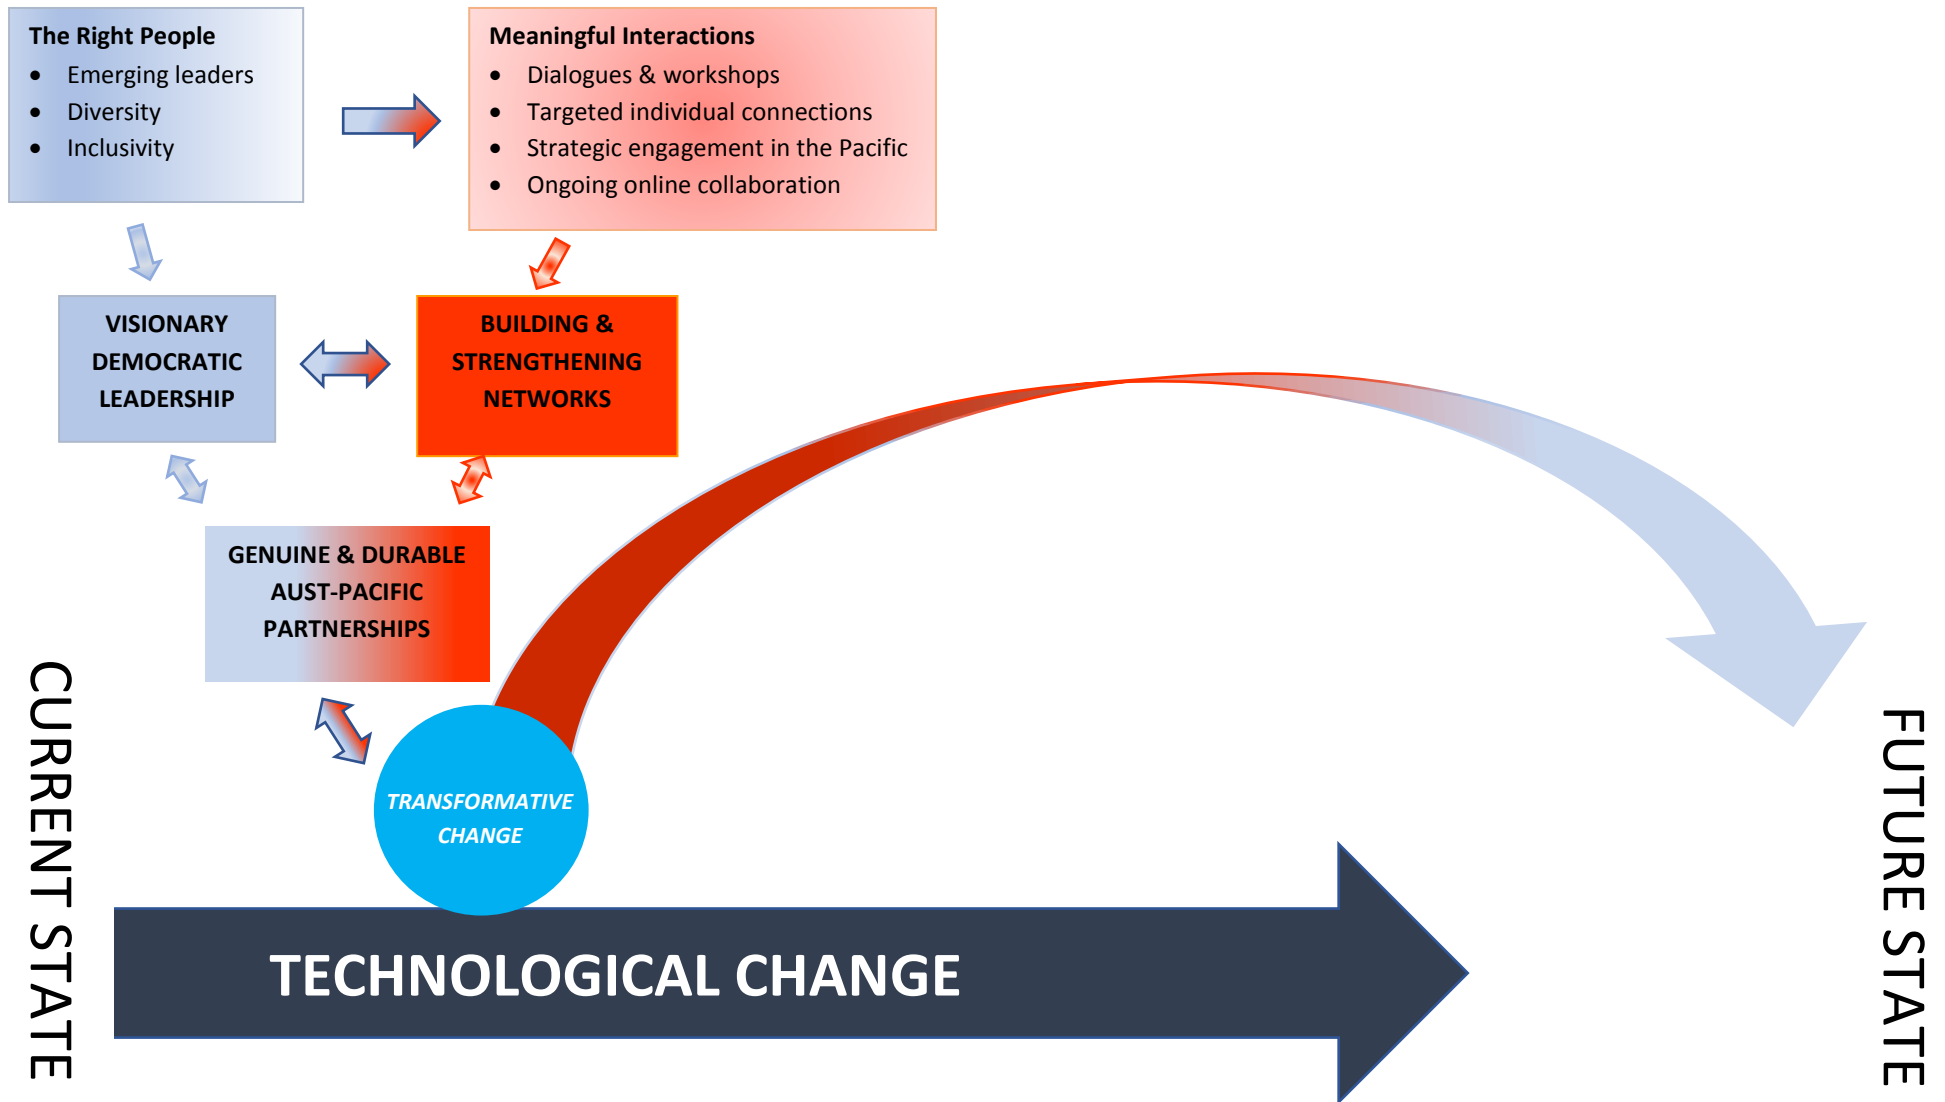 The Right People
• Emerging leaders
• Diversity
• Inclusivity
Meaningful Interactions
• Dialogues & workshops
• Targeted individual connections
• Strategic engagement in the Pacific
• Ongoing online collaboration
VISIONARY
DEMOCRATIC
LEADERSHIP
BUILDING &
STRENGTHENING
NETWORKS
GENUINE & DURABLE
AUST-PACIFIC
PARTNERSHIPS
TRANSFORMATIVE
CHANGE
TECHNOLOGICAL CHANGE
CURRENT STATE
FUTURE STATE